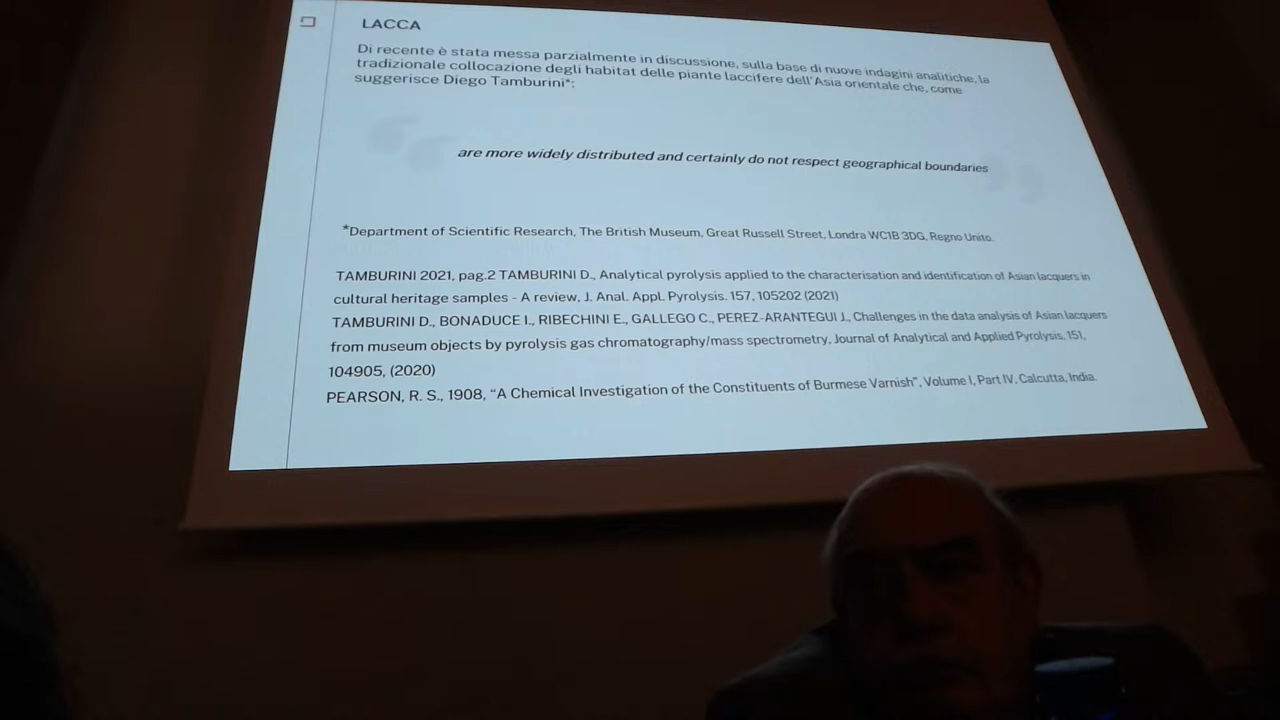 LACCA
Di recente è stata messa parzialmente in discussione, sulla base di nuove indagini analitiche, la
tradizionale collocazione degli habitat delle piante laccifere dell'Asia orientale che, come
suggerisce Diego Tamburini*:
“
are more widely distributed and certainly do not respect geographical boundaries
”
*Department of Scientific Research, The British Museum, Great Russell Street, Londra WC1B 3DG, Regno Unito.
TAMBURINI 2021, pag.2 TAMBURINI D., Analytical pyrolysis applied to the characterisation and identification of Asian lacquers in
cultural heritage samples - A review, J. Anal. Appl. Pyrolysis. 157, 105202 (2021)
TAMBURINI D., BONADUCE I., RIBECHINI E., GALLEGO C., PEREZ-ARANTEGUI J., Challenges in the data analysis of Asian lacquers
from museum objects by pyrolysis gas chromatography/mass spectrometry, Journal of Analytical and Applied Pyrolysis, 151,
104905, (2020)
PEARSON, R. S., 1908, “A Chemical Investigation of the Constituents of Burmese Varnish”, Volume I, Part IV, Calcutta, India.